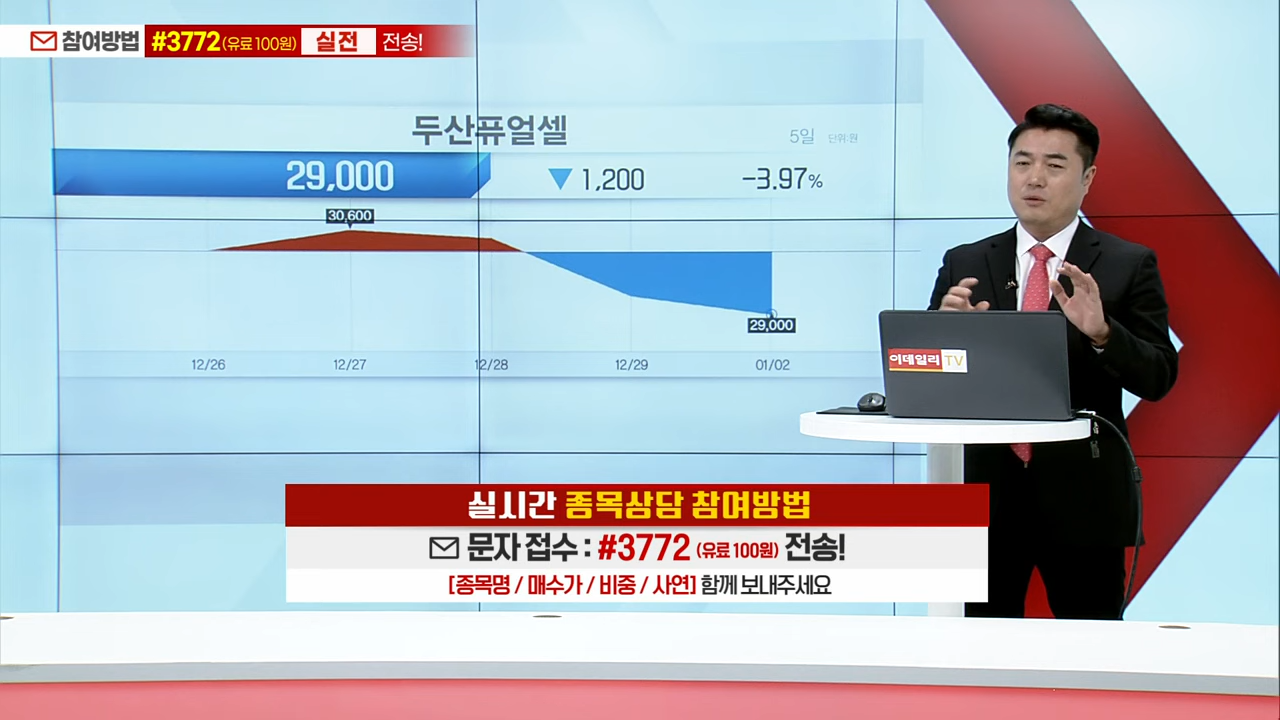 참여방법 #3772 (유료 100원) 실전 전송!
두산퓨얼셀
5일 단위:원
29,000 ▼ 1,200 -3.97%
30,600
29,000
12/26 12/27 12/28 12/29 01/02
이데일리 TV
실시간 종목상담 참여방법
문자 접수 : #3772 (유료 100원) 전송!
[종목명 / 매수가 / 비중 / 사연] 함께 보내주세요